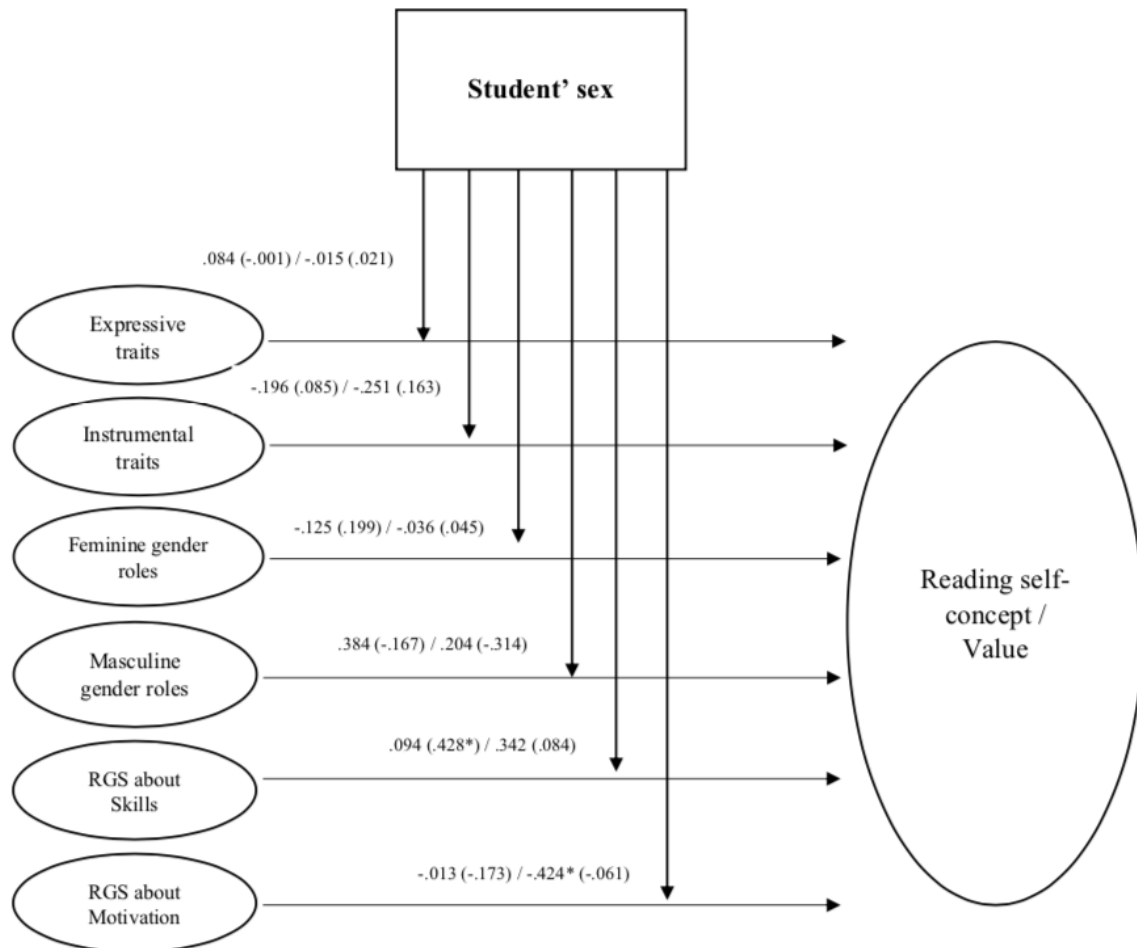 Student' sex
.084 (-.001) / -.015 (.021)
Expressive
traits
-.196 (.085) / -.251 (.163)
Instrumental
traits
-.125 (.199) / -.036 (.045)
Feminine gender
roles
Reading self-
concept /
Value
.384 (-.167) / .204 (-.314)
Masculine
gender roles
.094 (.428*) / .342 (.084)
RGS about
Skills
-.013 (-.173) / -.424* (-.061)
RGS about
Motivation